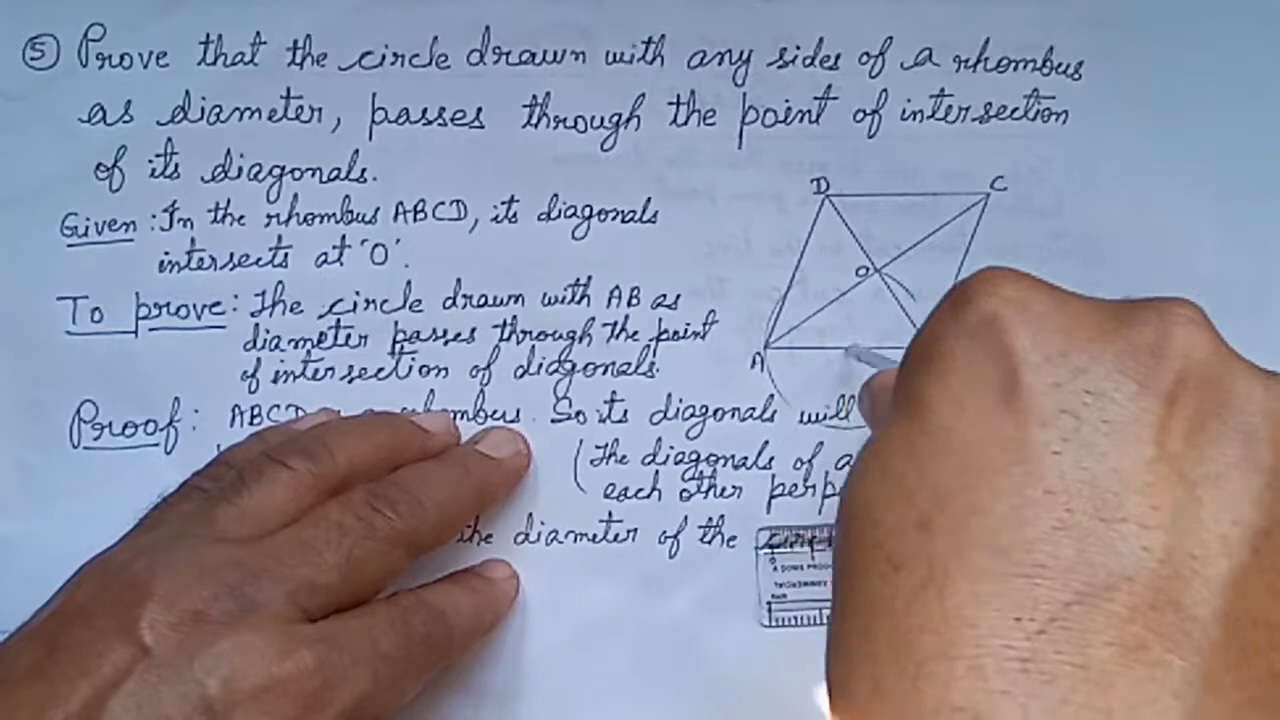 ⑤ Prove that the circle drawn with any sides of a rhombus
as diameter, passes through the point of intersection
of its diagonals.
Given : In the rhombus ABCD, its diagonals
intersects at 'O'.
To prove : The circle drawn with AB as
diameter passes through the point
of intersection of diagonals.
Proof : ABCD rhombus. So its diagonals will
(The diagonals of a
each other
the diameter of the
D C
O
A